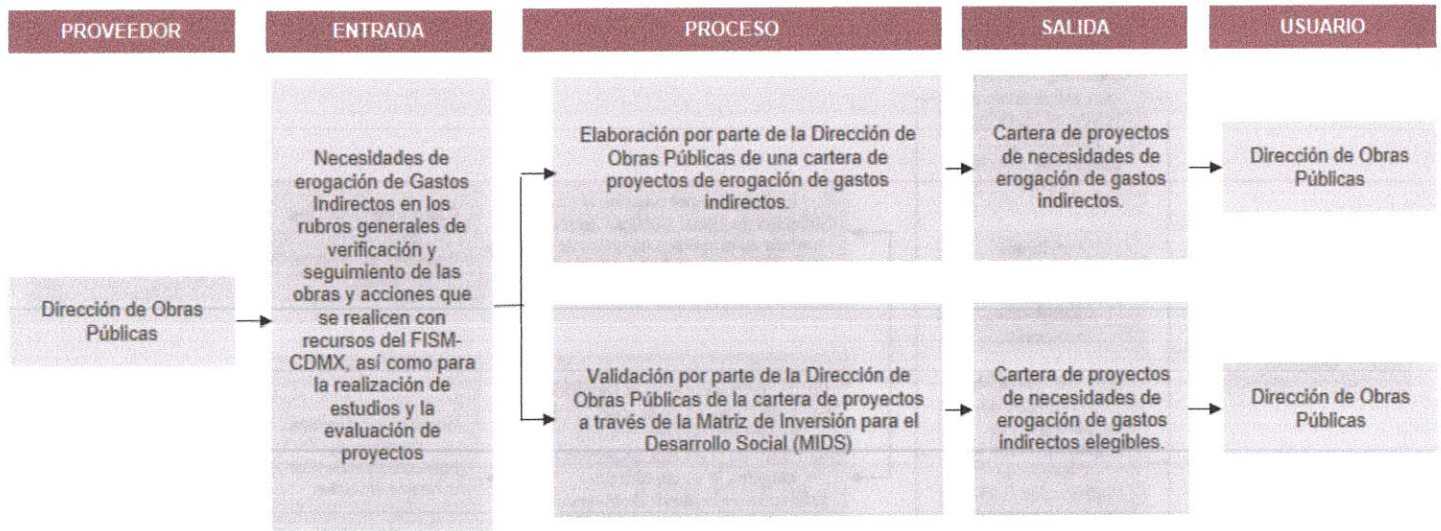 PROVEEDOR
ENTRADA
PROCESO
SALIDA
USUARIO
Dirección de Obras
Públicas
Necesidades de
erogación de Gastos
Indirectos en los
rubros generales de
verificación y
seguimiento de las
obras y acciones que
se realicen con
recursos del FISM-
CDMX, así como para
la realización de
estudios y la
evaluación de
proyectos
Elaboración por parte de la Dirección de
Obras Públicas de una cartera de
proyectos de erogación de gastos
indirectos.
Cartera de proyectos
de necesidades de
erogación de gastos
indirectos.
Dirección de Obras
Públicas
Validación por parte de la Dirección de
Obras Públicas de la cartera de proyectos
a través de la Matriz de Inversión para el
Desarrollo Social (MIDS)
Cartera de proyectos
de necesidades de
erogación de gastos
indirectos elegibles.
Dirección de Obras
Públicas